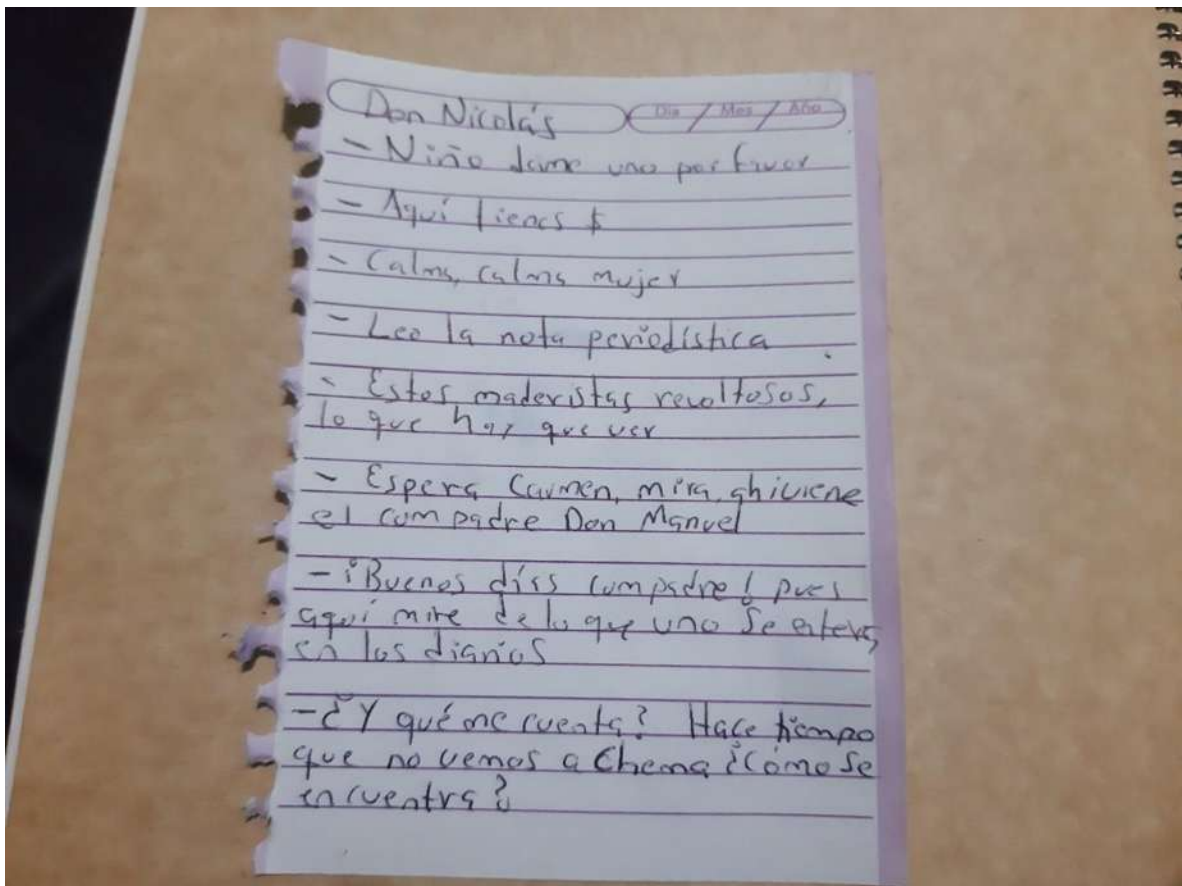 Don Nicolás Día / Mes / Año
- Niño dame uno por favor
- Aquí tienes $
- Calma, calma mujer
- Leo la nota periodística
- Estos maderistas revoltosos,
lo que hay que ver
- Espera Carmen, mira, ahi viene
el compadre Don Manuel
- ¡Buenos días compadre! pues
aquí mire de lo que uno se entera,
en los diarios
- ¿Y qué me cuenta? Hace tiempo
que no vemos a Chema ¿Cómo se
encuentra?